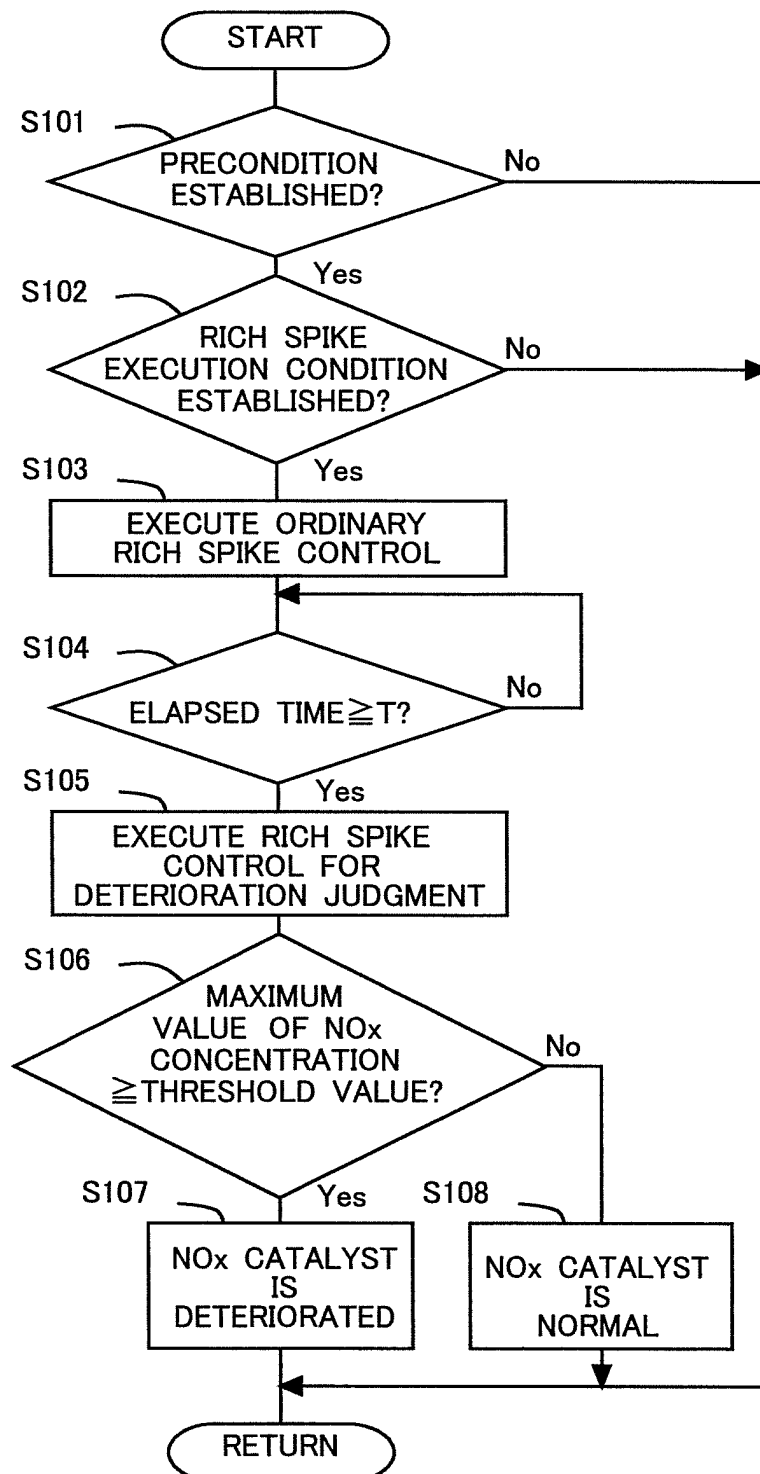 START
S101
PRECONDITION
ESTABLISHED?
No
Yes
S102
RICH SPIKE
EXECUTION CONDITION
ESTABLISHED?
No
Yes
S103
EXECUTE ORDINARY
RICH SPIKE CONTROL
S104
ELAPSED TIME≧T?
No
Yes
S105
EXECUTE RICH SPIKE
CONTROL FOR
DETERIORATION JUDGMENT
S106
MAXIMUM
VALUE OF NOx
CONCENTRATION
≧THRESHOLD VALUE?
No
Yes
S107
NOx CATALYST
IS
DETERIORATED
S108
NOx CATALYST
IS
NORMAL
RETURN